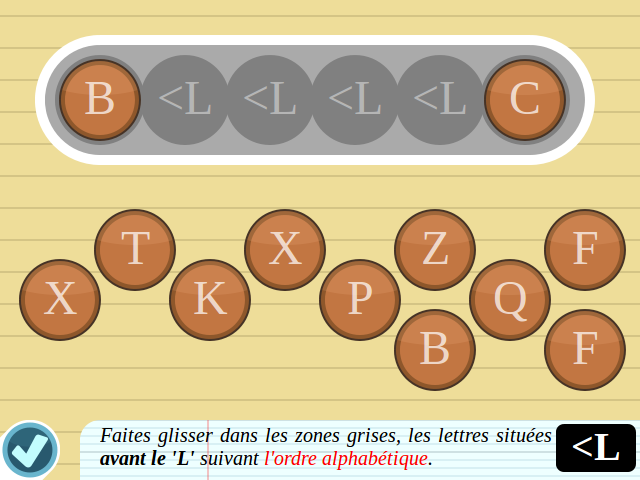 B <L <L <L <L C
T X Z F
X K P Q
B F
Faites glisser dans les zones grises, les lettres situées
avant le 'L' suivant l'ordre alphabétique.
<L